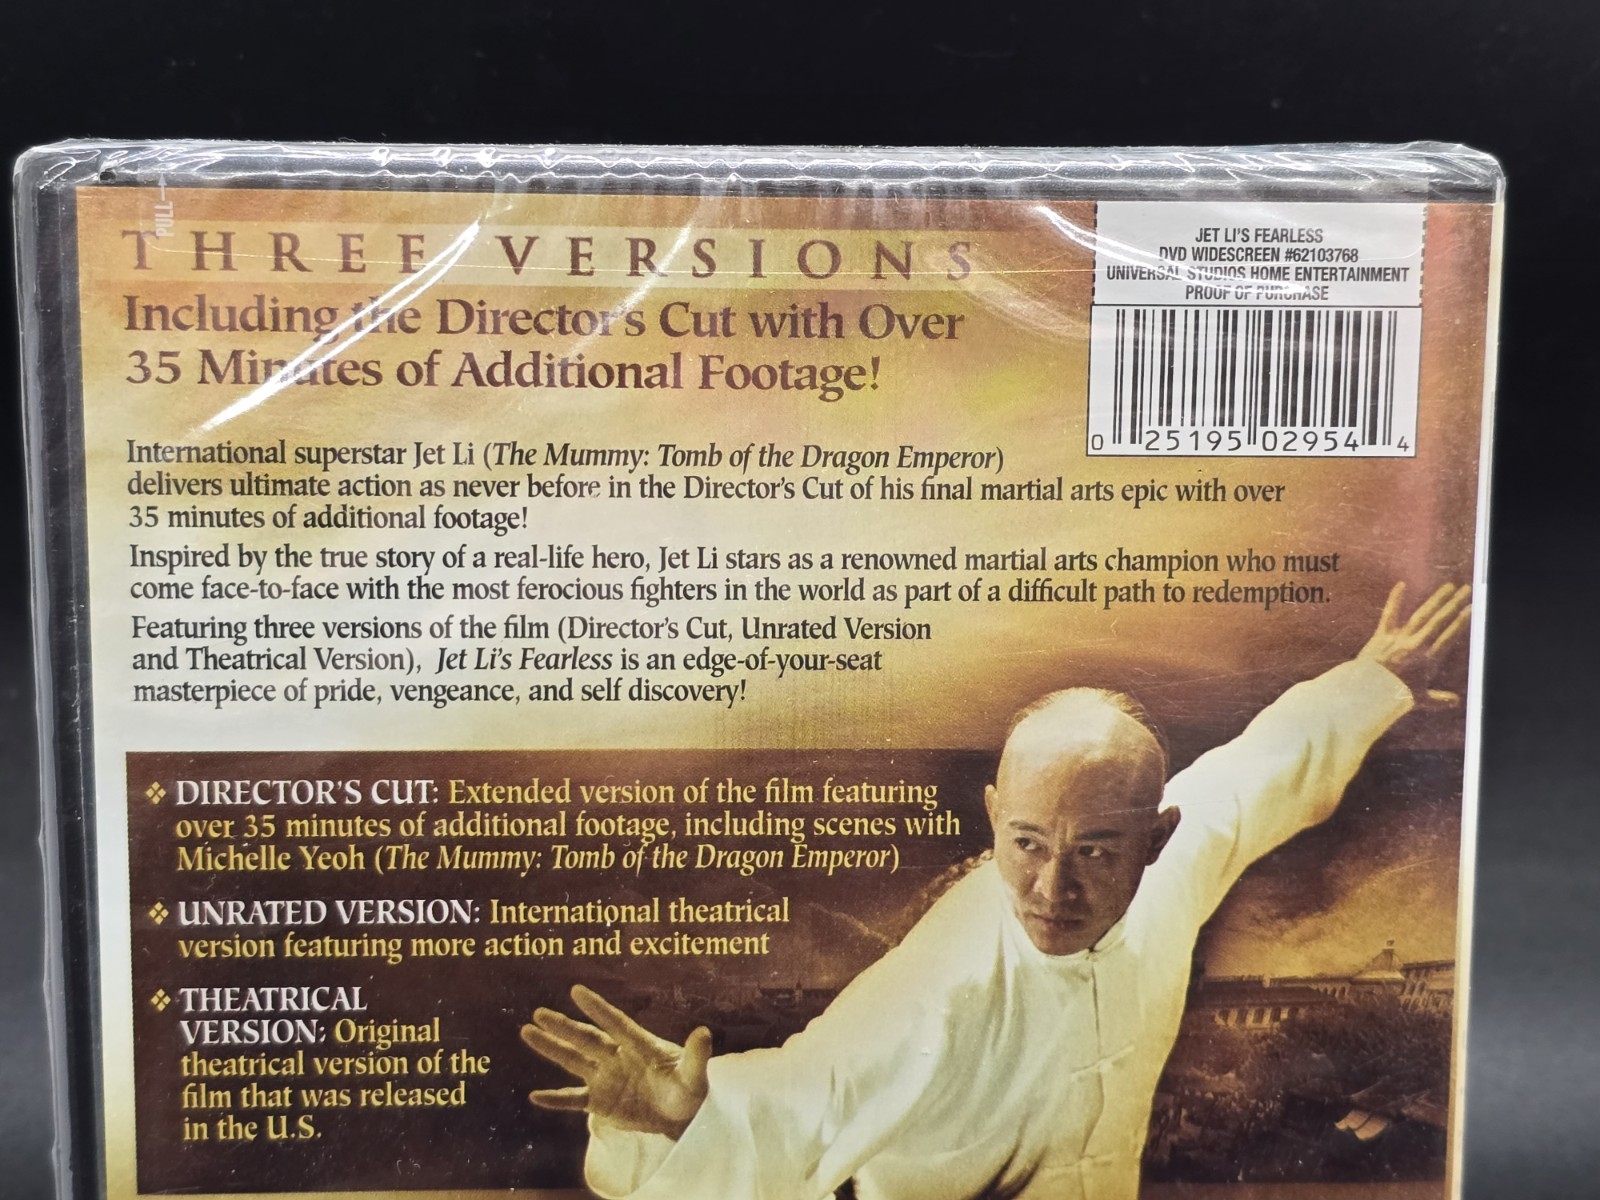 PULL
THREE VERSIONS
Including the Director's Cut with Over
35 Minutes of Additional Footage!
JET LI'S FEARLESS
DVD WIDESCREEN #62103768
UNIVERSAL STUDIOS HOME ENTERTAINMENT
PROOF OF PURCHASE
0 25195 02954 4
International superstar Jet Li (The Mummy: Tomb of the Dragon Emperor)
delivers ultimate action as never before in the Director's Cut of his final martial arts epic with over
35 minutes of additional footage!
Inspired by the true story of a real-life hero, Jet Li stars as a renowned martial arts champion who must
come face-to-face with the most ferocious fighters in the world as part of a difficult path to redemption.
Featuring three versions of the film (Director's Cut, Unrated Version
and Theatrical Version), Jet Li's Fearless is an edge-of-your-seat
masterpiece of pride, vengeance, and self discovery!
❖ DIRECTOR'S CUT: Extended version of the film featuring
over 35 minutes of additional footage, including scenes with
Michelle Yeoh (The Mummy: Tomb of the Dragon Emperor)
❖ UNRATED VERSION: International theatrical
version featuring more action and excitement
❖ THEATRICAL
VERSION: Original
theatrical version of the
film that was released
in the U.S.